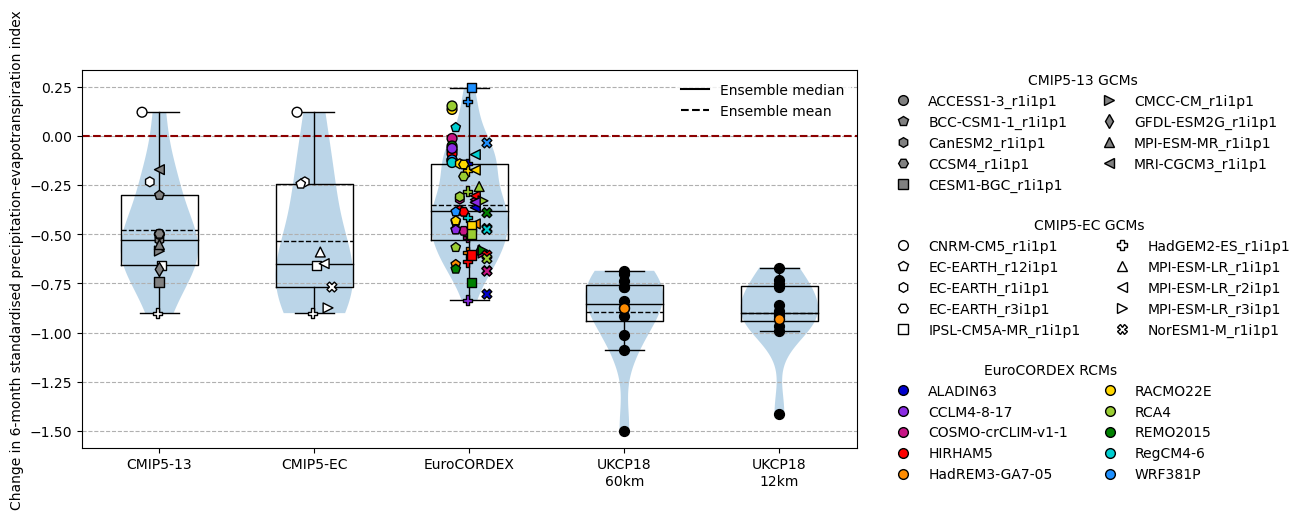 Change in 6-month standardised precipitation-evapotranspiration index
0.25
0.00
−0.25
−0.50
−0.75
−1.00
−1.25
−1.50
Ensemble median
Ensemble mean
CMIP5-13
CMIP5-EC
EuroCORDEX
UKCP18
60km
UKCP18
12km
CMIP5-13 GCMs
ACCESS1-3_r1i1p1
BCC-CSM1-1_r1i1p1
CanESM2_r1i1p1
CCSM4_r1i1p1
CESM1-BGC_r1i1p1
CMCC-CM_r1i1p1
GFDL-ESM2G_r1i1p1
MPI-ESM-MR_r1i1p1
MRI-CGCM3_r1i1p1
CMIP5-EC GCMs
CNRM-CM5_r1i1p1
EC-EARTH_r12i1p1
EC-EARTH_r1i1p1
EC-EARTH_r3i1p1
IPSL-CM5A-MR_r1i1p1
HadGEM2-ES_r1i1p1
MPI-ESM-LR_r1i1p1
MPI-ESM-LR_r2i1p1
MPI-ESM-LR_r3i1p1
NorESM1-M_r1i1p1
EuroCORDEX RCMs
ALADIN63
CCLM4-8-17
COSMO-crCLIM-v1-1
HIRHAM5
HadREM3-GA7-05
RACMO22E
RCA4
REMO2015
RegCM4-6
WRF381P